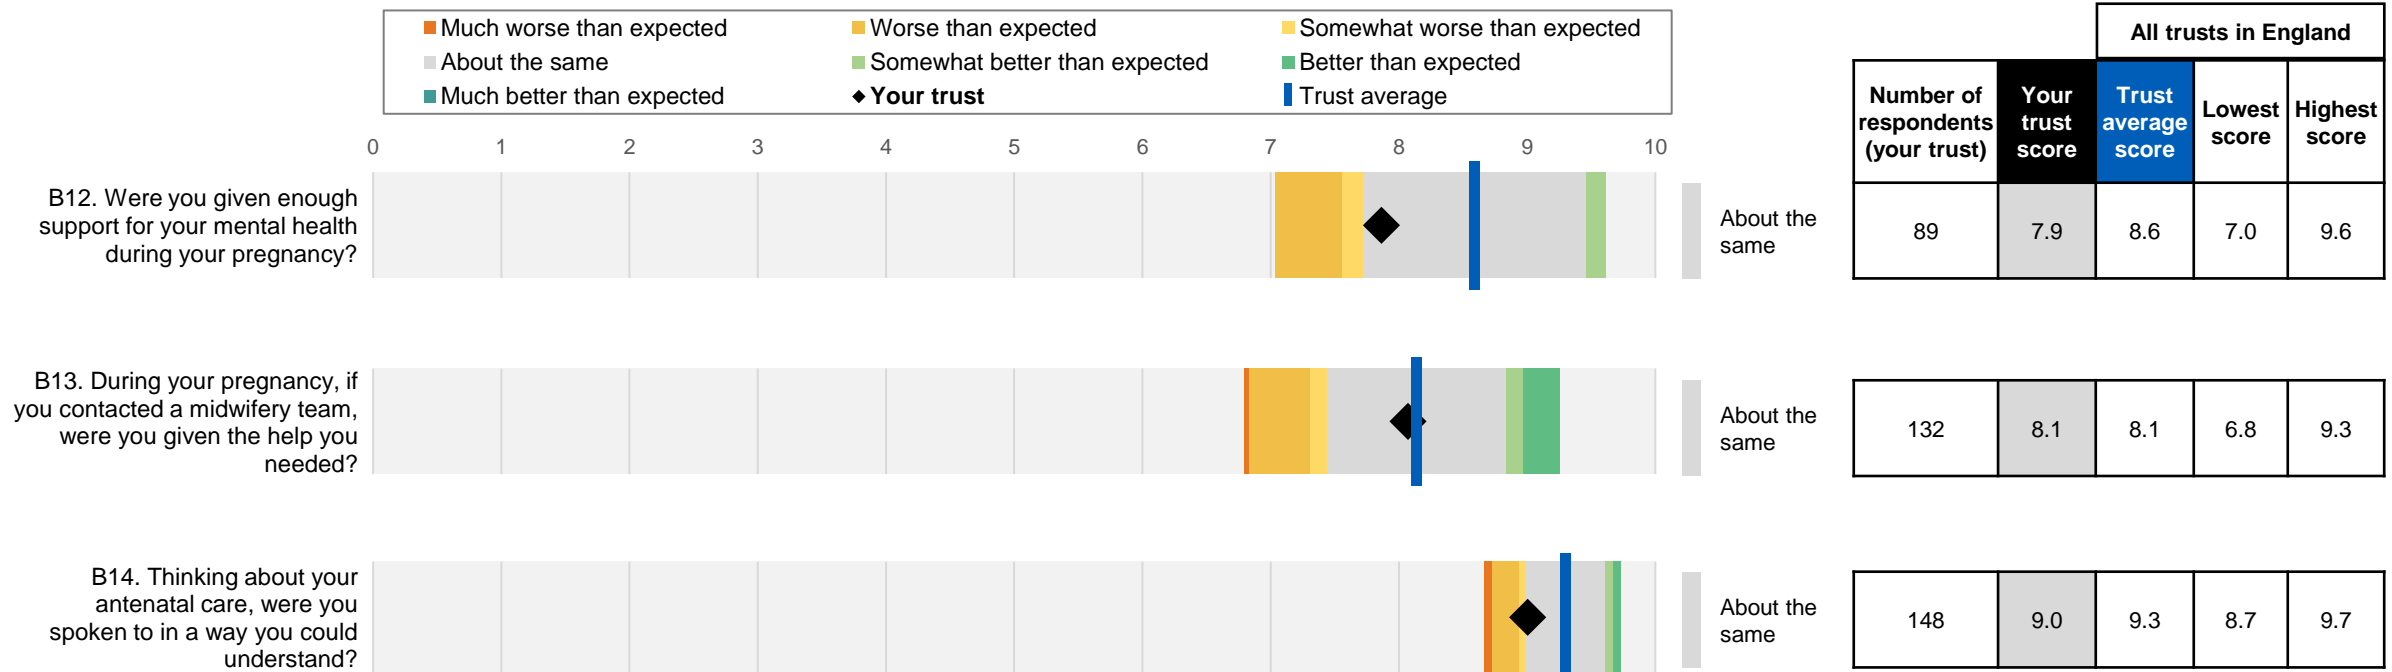 Much worse than expected
Worse than expected
Somewhat worse than expected
About the same
Somewhat better than expected
Better than expected
Much better than expected
Your trust
Trust average
All trusts in England
Number of
respondents
(your trust)
Your
trust
score
Trust
average
score
Lowest
score
Highest
score
0 1 2 3 4 5 6 7 8 9 10
B12. Were you given enough
support for your mental health
during your pregnancy?
About the
same
89 7.9 8.6 7.0 9.6
B13. During your pregnancy, if
you contacted a midwifery team,
were you given the help you
needed?
About the
same
132 8.1 8.1 6.8 9.3
B14. Thinking about your
antenatal care, were you
spoken to in a way you could
understand?
About the
same
148 9.0 9.3 8.7 9.7